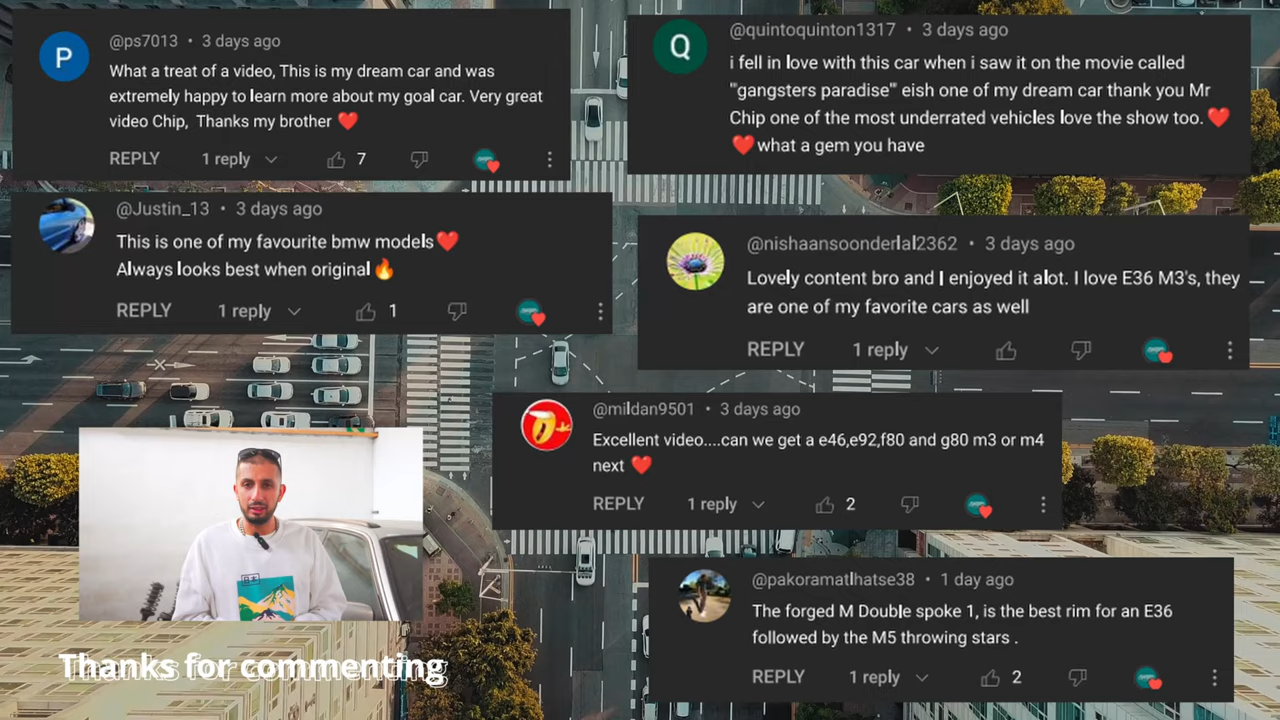 P
@ps7013 • 3 days ago
What a treat of a video, This is my dream car and was
extremely happy to learn more about my goal car. Very great
video Chip, Thanks my brother ❤️
REPLY 1 reply 7
Q
@quintoquinton1317 • 3 days ago
i fell in love with this car when i saw it on the movie called
"gangsters paradise" eish one of my dream car thank you Mr
Chip one of the most underrated vehicles love the show too. ❤️
❤️ what a gem you have
@Justin_13 • 3 days ago
This is one of my favourite bmw models❤️
Always looks best when original🔥
REPLY 1 reply 1
@nishaansoonderlal2362 • 3 days ago
Lovely content bro and I enjoyed it alot. I love E36 M3's, they
are one of my favorite cars as well
REPLY 1 reply
@mildan9501 • 3 days ago
Excellent video....can we get a e46,e92,f80 and g80 m3 or m4
next ❤️
REPLY 1 reply 2
@pakoramatlhatse38 • 1 day ago
The forged M Double spoke 1, is the best rim for an E36
followed by the M5 throwing stars .
REPLY 1 reply 2
Thanks for commenting